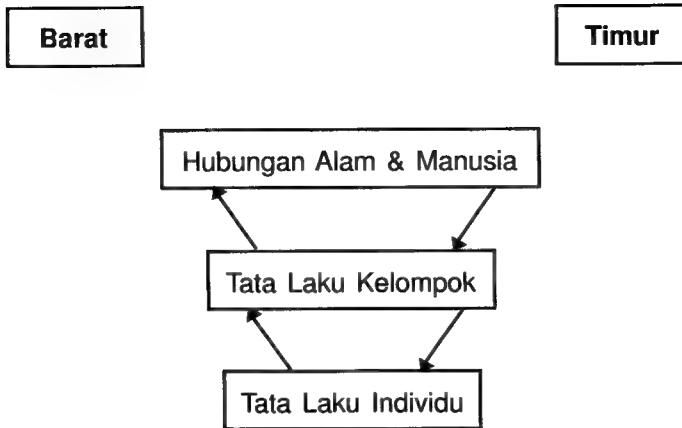 Barat
Timur
Hubungan Alam & Manusia
Tata Laku Kelompok
Tata Laku Individu